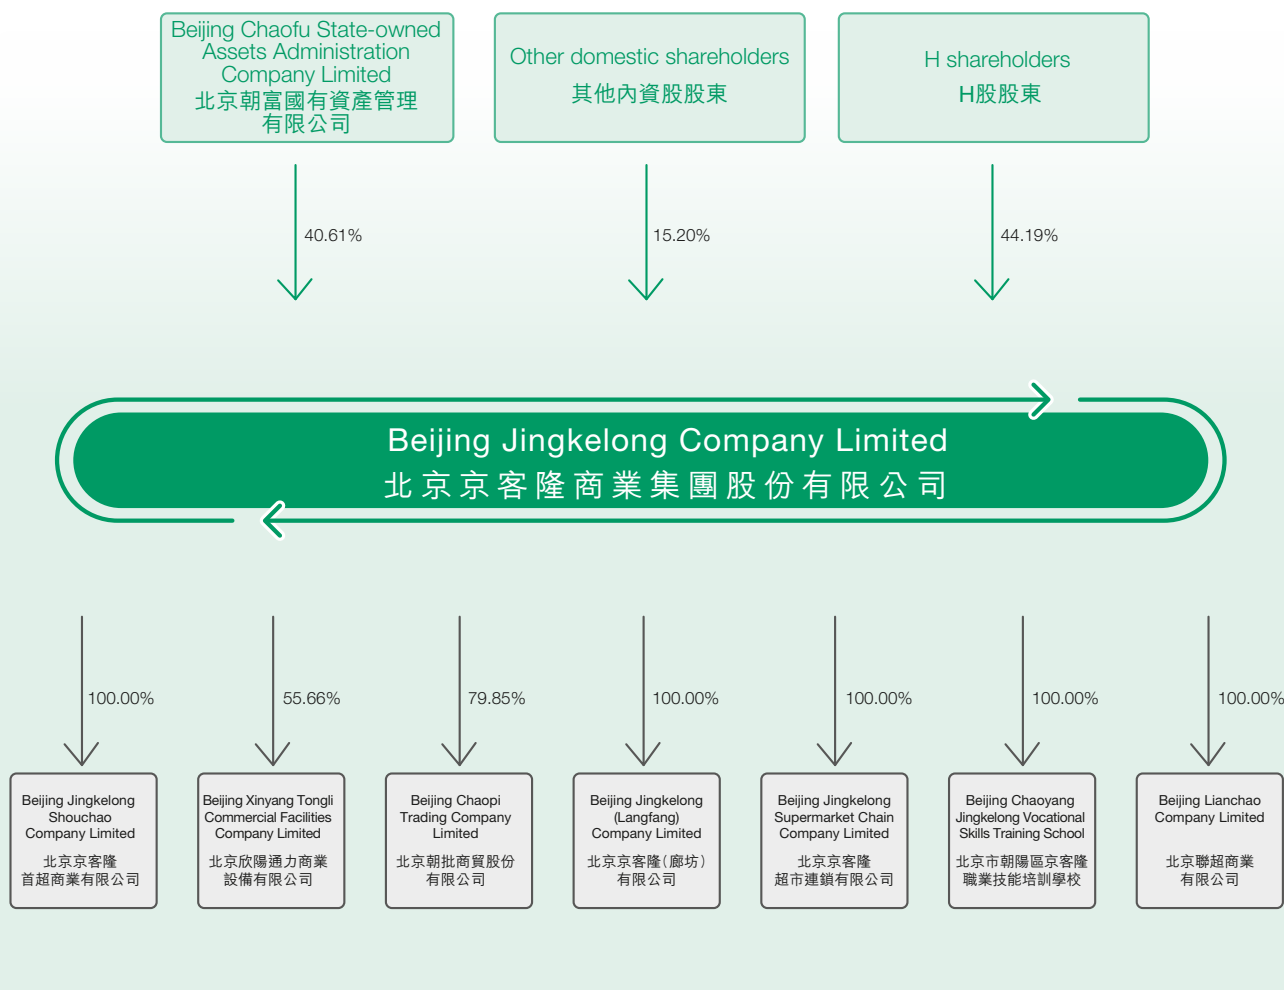 Beijing Chaofu State-owned
Assets Administration
Company Limited
北京朝富國有資產管理
有限公司
Other domestic shareholders
其他內資股股東
H shareholders
H股股東
40.61%
15.20%
44.19%
Beijing Jingkelong Company Limited
北京京客隆商業集團股份有限公司
100.00%
55.66%
79.85%
100.00%
100.00%
100.00%
100.00%
Beijing Jingkelong
Shouchao
Company Limited
北京京客隆
首超商業有限公司
Beijing Xinyang Tongli
Commercial Facilities
Company Limited
北京欣陽通力商業
設備有限公司
Beijing Chaopi
Trading Company
Limited
北京朝批商貿股份
有限公司
Beijing Jingkelong
(Langfang)
Company Limited
北京京客隆(廊坊)
有限公司
Beijing Jingkelong
Supermarket Chain
Company Limited
北京京客隆
超市連鎖有限公司
Beijing Chaoyang
Jingkelong Vocational
Skills Training School
北京市朝陽區京客隆
職業技能培訓學校
Beijing Lianchao
Company Limited
北京聯超商業
有限公司